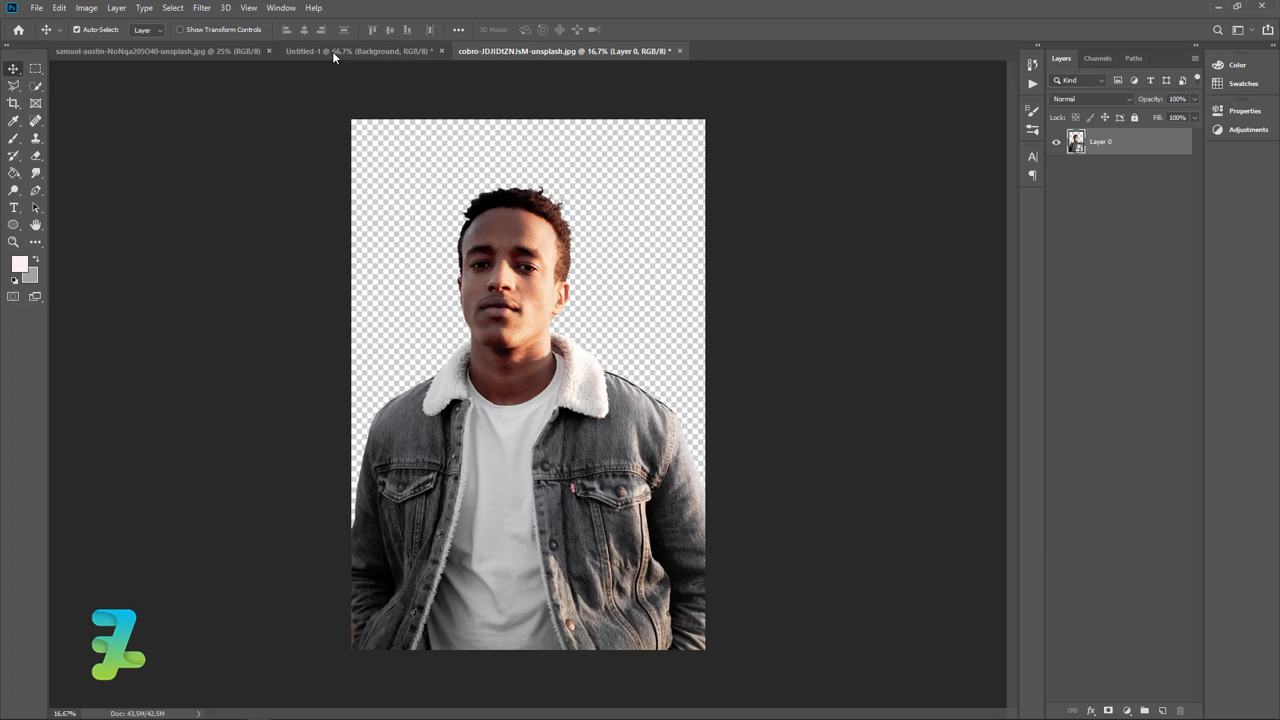 Ps File Edit Image Layer Type Select Filter 3D View Window Help
Auto-Select: Layer Show Transform Controls 3D Mode:
samuel-austin-NoNqa205O40-unsplash.jpg @ 25% (RGB/8) Untitled-1 @ 66,7% (Background, RGB/8) * cobro-JDJIDtZNJsM-unsplash.jpg @ 16,7% (Layer 0, RGB/8) *
Layers Channels Paths
Color
Kind
Swatches
Normal Opacity: 100%
Properties
Lock: Fill: 100%
Adjustments
Layer 0
16,67% Doc: 43,5M/42,5M